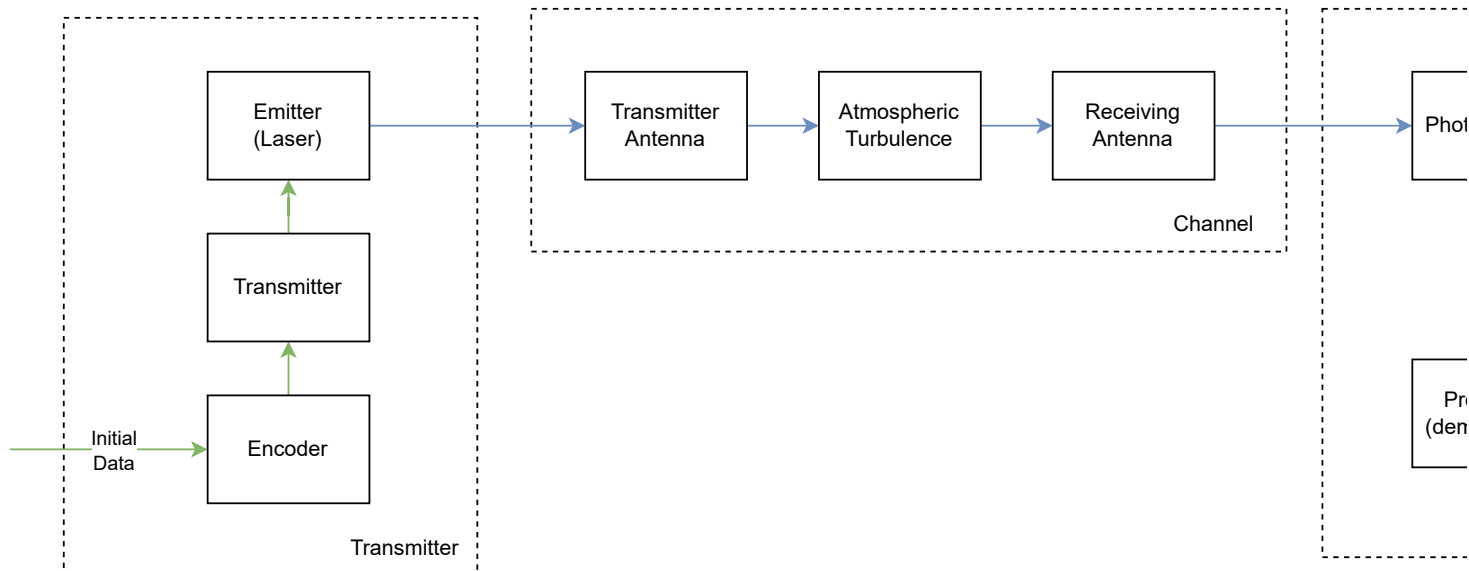 Emitter
(Laser)
Transmitter
Antenna
Atmospheric
Turbulence
Receiving
Antenna
Channel
Transmitter
Initial
Data
Encoder
Transmitter